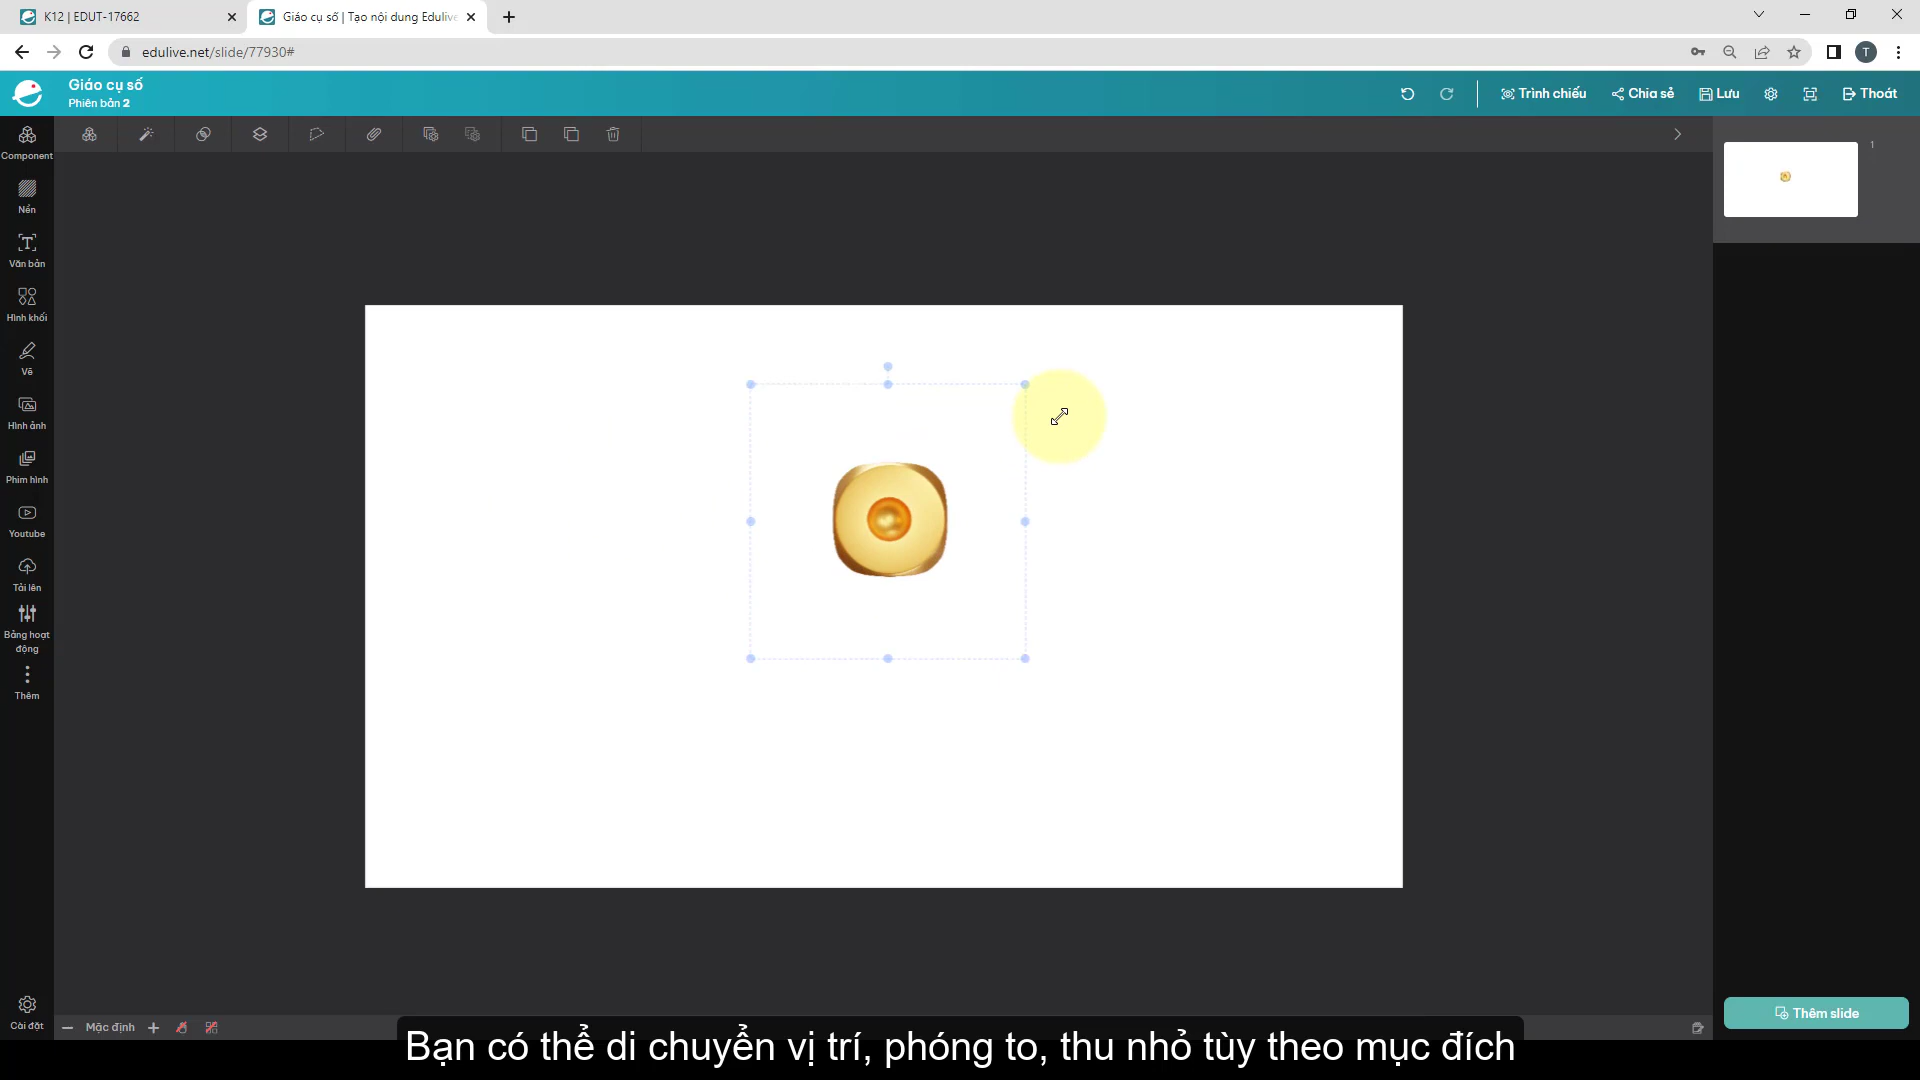 K12 | EDUT-17662
Giáo cụ số | Tạo nội dung Edulive
edulive.net/slide/77930#
T
Giáo cụ số
Phiên bản 2
Trình chiếu
Chia sẻ
Lưu
Thoát
Component
Nền
Văn bản
Hình khối
Vẽ
Hình ảnh
Phim hình
Youtube
Tải lên
Bảng hoạt
động
Thêm
Cài đặt
1
Mặc định
Thêm slide
Bạn có thể di chuyển vị trí, phóng to, thu nhỏ tùy theo mục đích